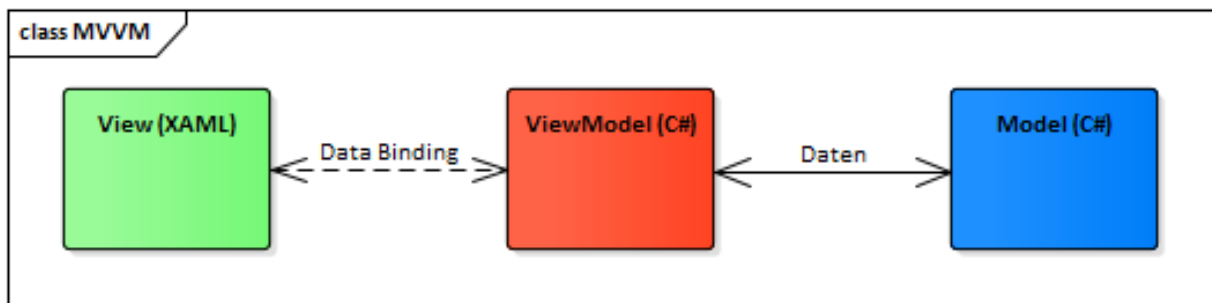 class MVVM
View (XAML)
Data Binding
ViewModel (C#)
Daten
Model (C#)